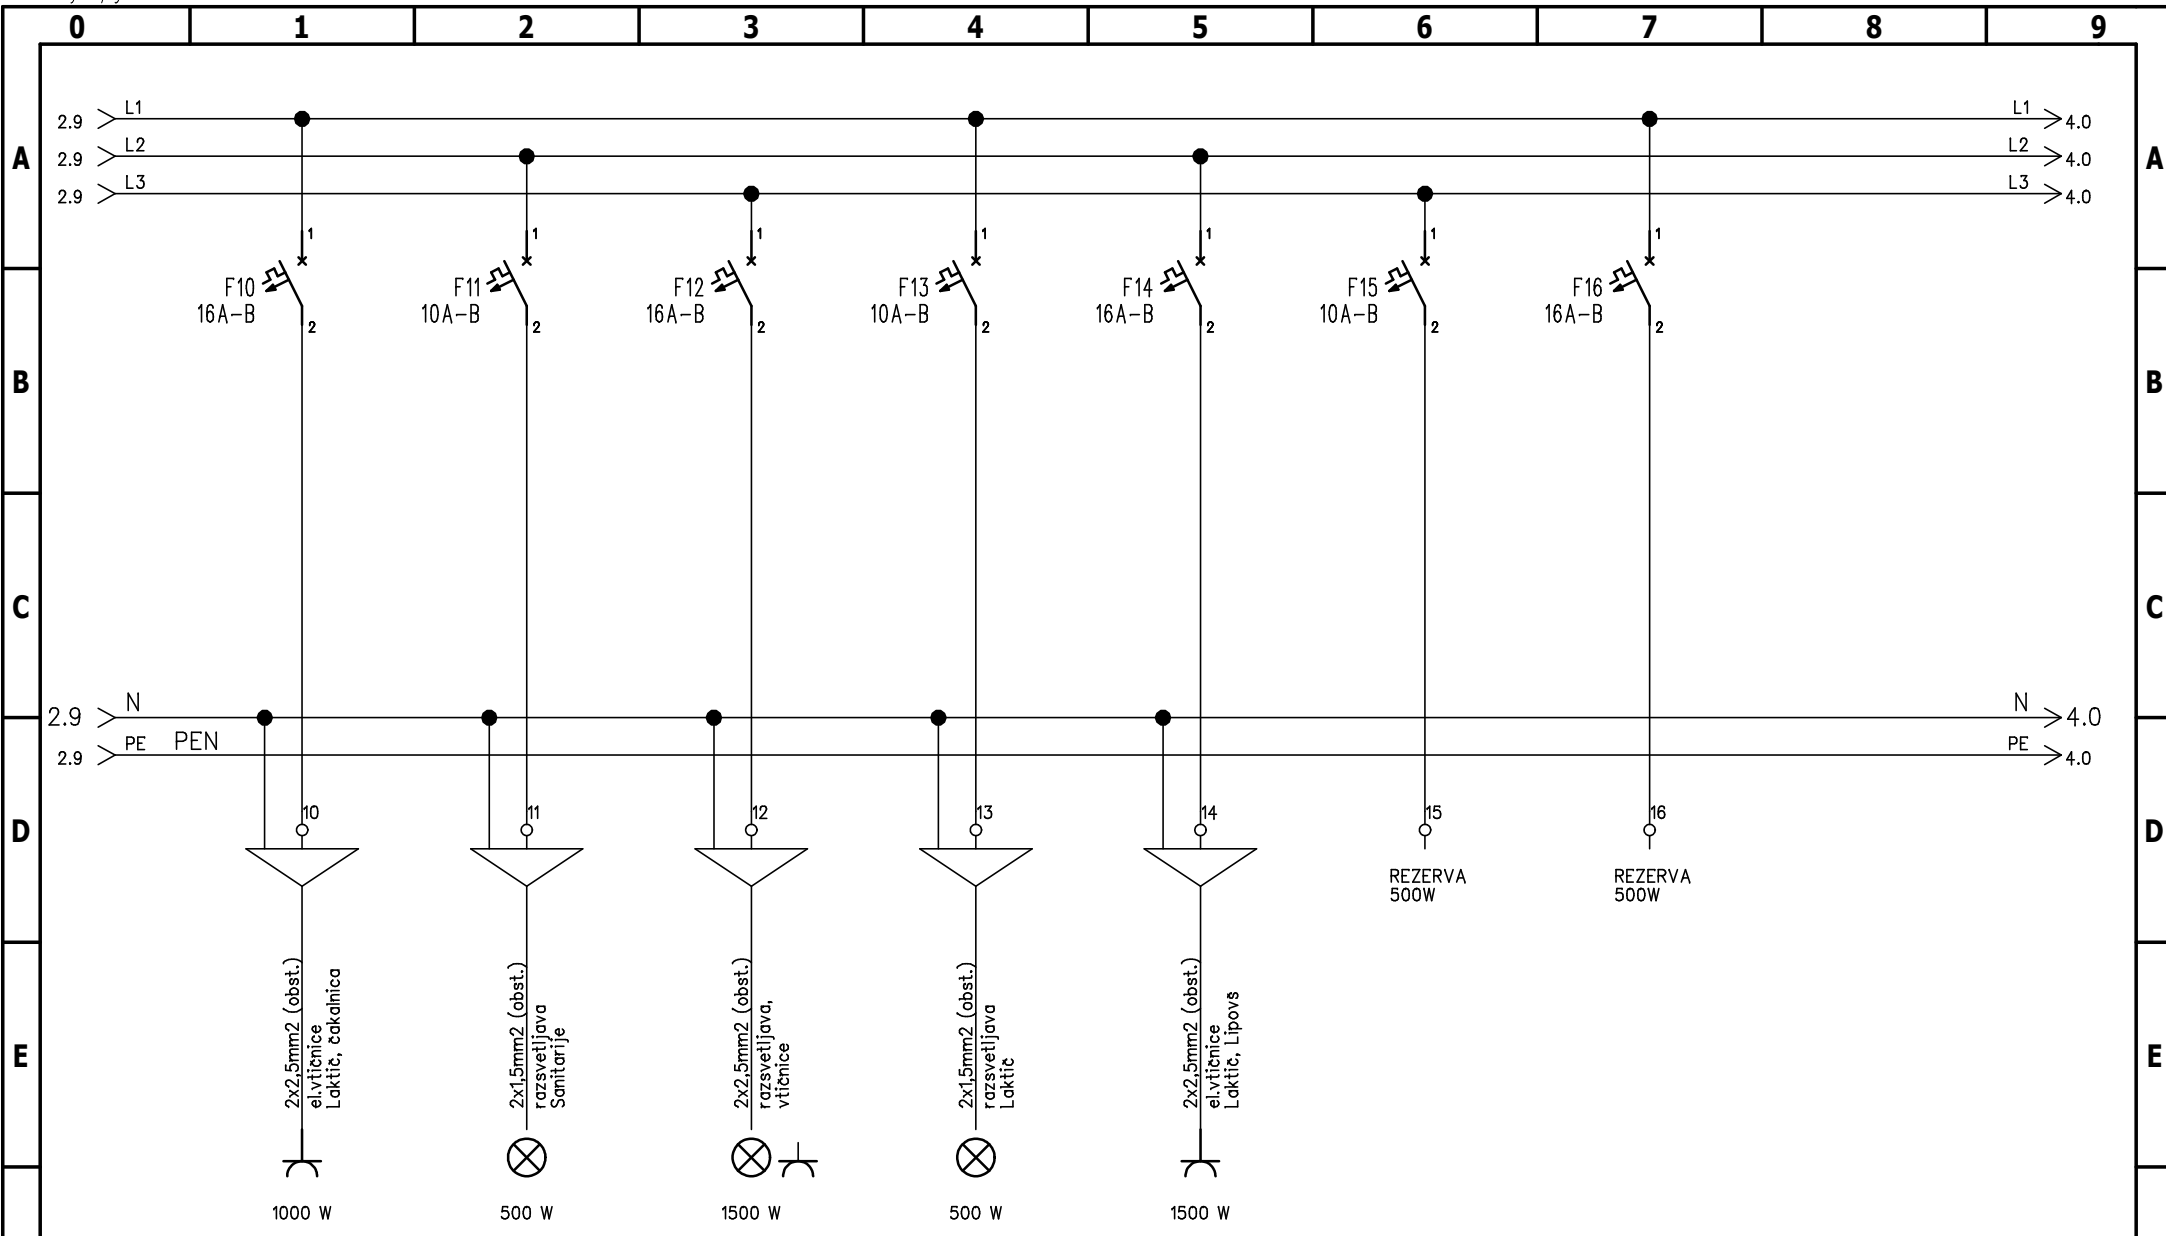 0 1 2 3 4 5 6 7 8 9
L1 L1
2.9 4.0
L2 L2
A 2.9 4.0 A
L3 L3
2.9 4.0
1 1 1 1 1 1 1
F10 F11 F12 F13 F14 F15 F16
16A-B 10A-B 16A-B 10A-B 16A-B 10A-B 16A-B
2 2 2 2 2 2 2
B B
C C
N N
2.9 4.0
PE PEN PE
2.9 4.0
10 11 12 13 14 15 16
D D
REZERVA REZERVA
500W 500W
2x2,5mm2 (obst.)
el.vtičnice
Laktič, čakalnica
2x1,5mm2 (obst.)
razsvetljava
Sanitarije
2x2,5mm2 (obst.)
razsvetljava,
vtičnice
2x1,5mm2 (obst.)
razsvetljava
Laktič
2x2,5mm2 (obst.)
el.vtičnice
Laktič, Lipovš
E E
1000 W 500 W 1500 W 500 W 1500 W